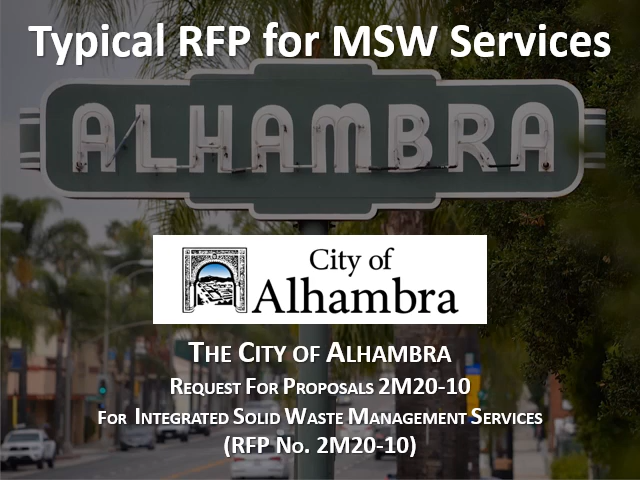 Typical RFP for MSW Services
ALHAMBRA
City of
Alhambra
THE CITY OF ALHAMBRA
REQUEST FOR PROPOSALS 2M20-10
FOR INTEGRATED SOLID WASTE MANAGEMENT SERVICES
(RFP NO. 2M20-10)